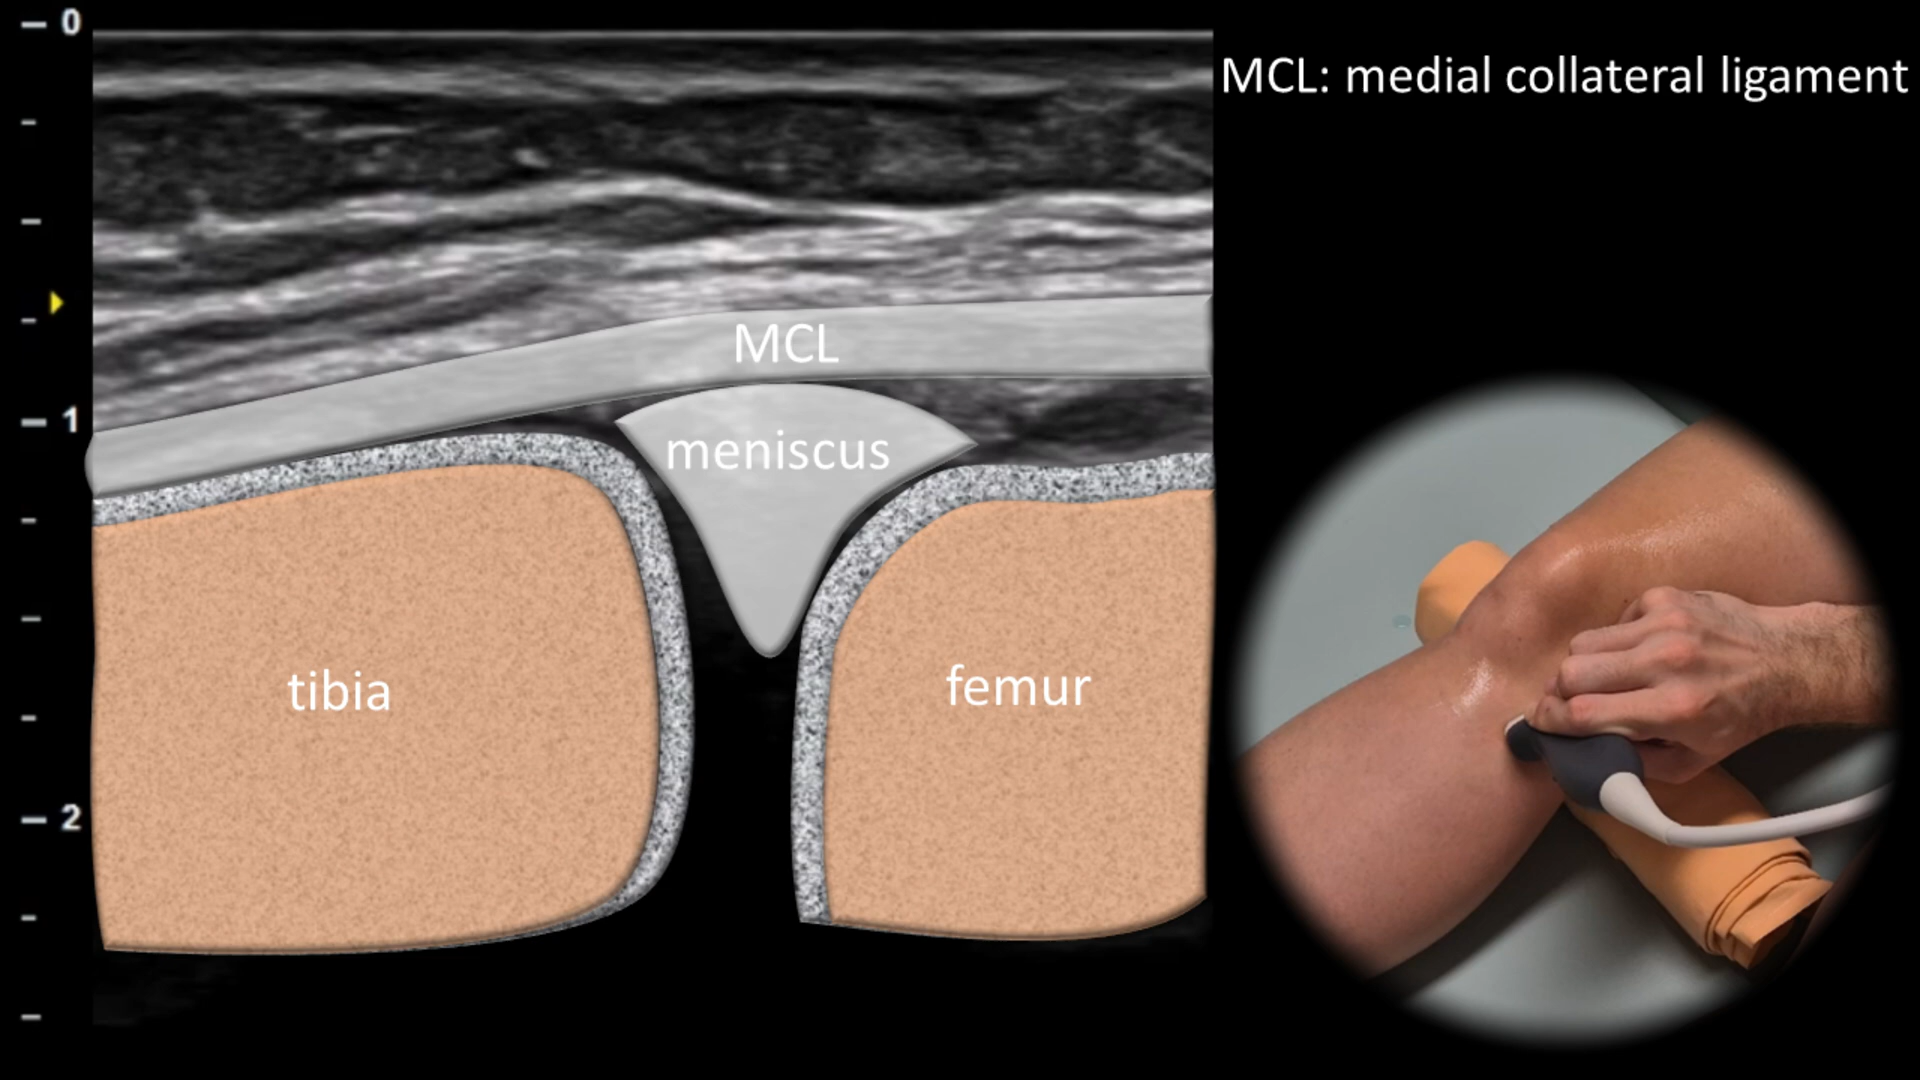 0
MCL: medial collateral ligament
MCL
1
meniscus
tibia
femur
2